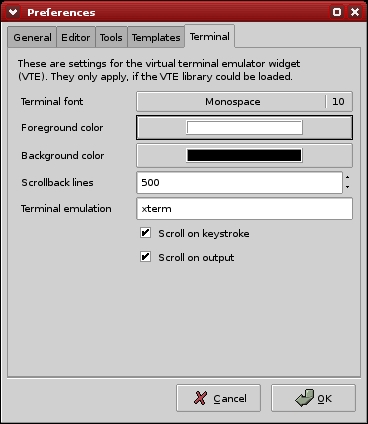 Preferences
General Editor Tools Templates Terminal
These are settings for the virtual terminal emulator widget
(VTE). They only apply, if the VTE library could be loaded.
Terminal font Monospace 10
Foreground color
Background color
Scrollback lines 500
Terminal emulation xterm
Scroll on keystroke
Scroll on output
Cancel OK